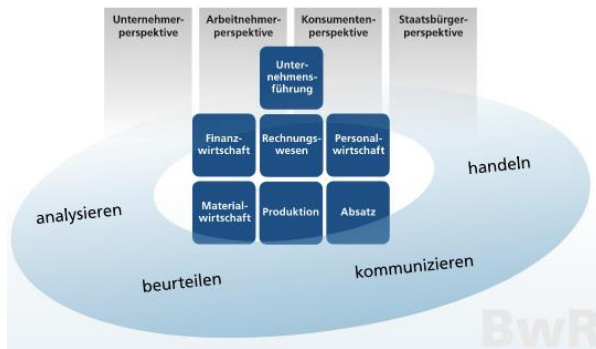 Unternehmer-
perspektive
Arbeitnehmer-
perspektive
Konsumenten-
perspektive
Staatsbürger-
perspektive
Unter-
nehmens-
führung
Finanz-
wirtschaft
Rechnungs-
wesen
Personal-
wirtschaft
handeln
analysieren
Material-
wirtschaft
Produktion
Absatz
beurteilen
kommunizieren
BwR